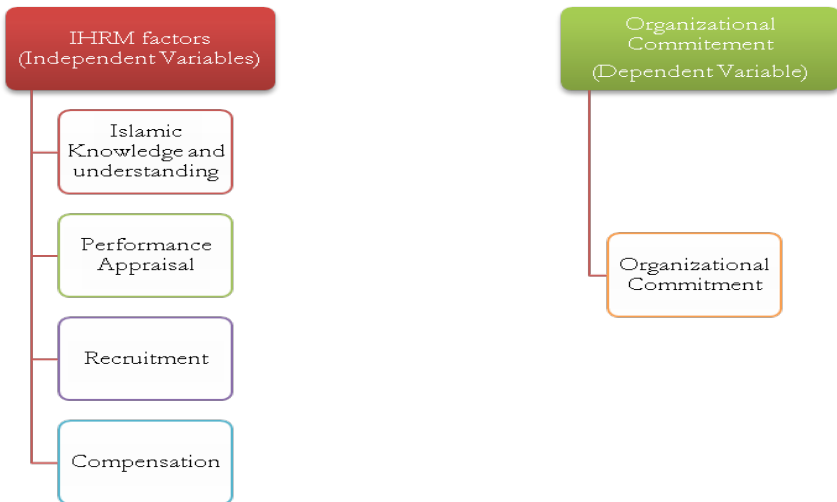 IHRM factors
(Independent Variables)
Islamic
Knowledge and
understanding
Performance
Appraisal
Recruitment
Compensation
Organizational
Commitement
(Dependent Variable)
Organizational
Commitment